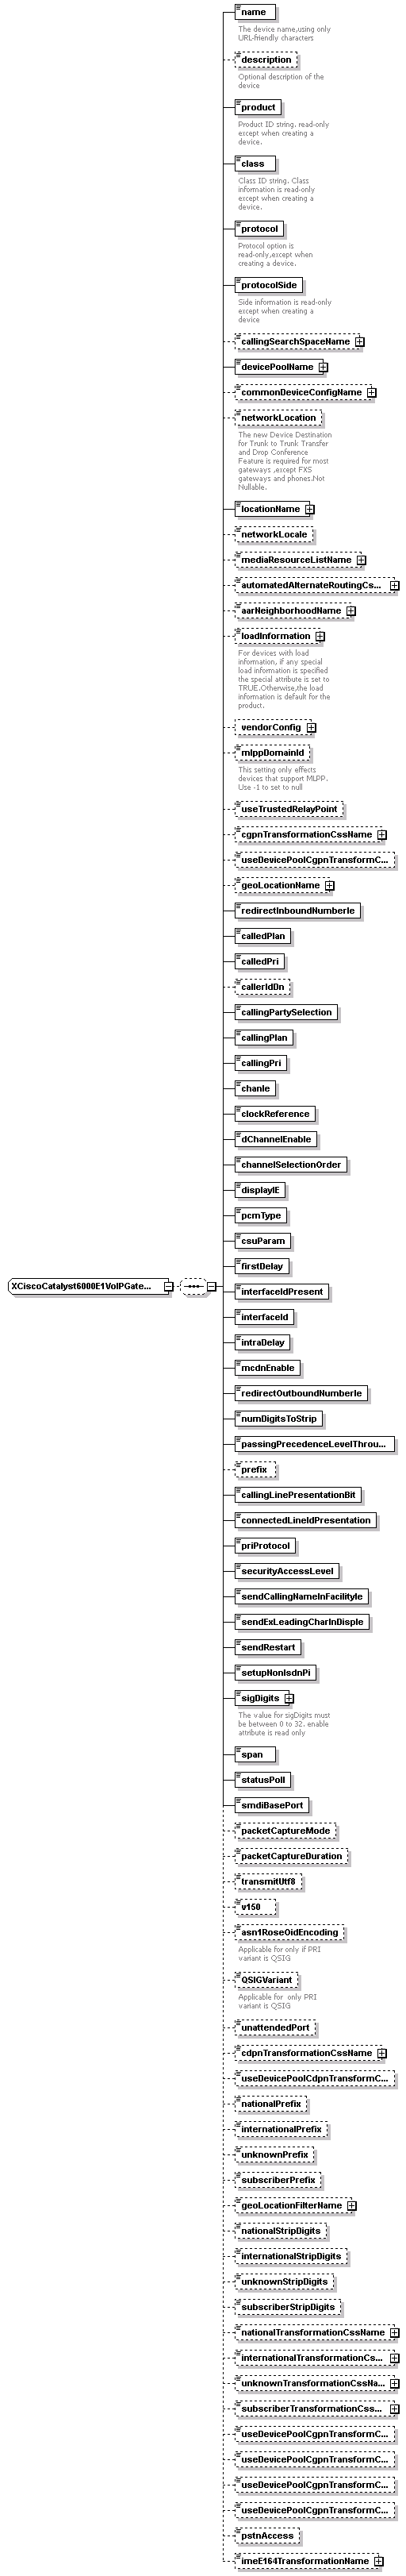 name
The device name,using only
URL-friendly characters
description
Optional description of the
device
product
Product ID string. read-only
except when creating a
device.
class
Class ID string. Class
information is read-only
except when creating a
device.
protocol
Protocol option is
read-only,except when
creating a device.
protocolSide
Side information is read-only
except when creating a
device
callingSearchSpaceName
devicePoolName
commonDeviceConfigName
networkLocation
The new Device Destination
for Trunk to Trunk Transfer
and Drop Conference
Feature is required for most
gateways ,except FXS
gateways and phones.Not
Nullable.
locationName
networkLocale
mediaResourceListName
automatedAlternateRoutingCs...
aarNeighborhoodName
loadInformation
For devices with load
information, if any special
load information is specified
the special attribute is set to
TRUE.Otherwise,the load
information is default for the
product.
vendorConfig
mlppDomainId
This setting only effects
devices that support MLPP.
Use -1 to set to null
useTrustedRelayPoint
cgpnTransformationCssName
useDevicePoolCgpnTransformC...
geoLocationName
redirectInboundNumberIe
calledPlan
calledPri
callerIdDn
callingPartySelection
callingPlan
callingPri
chanIe
clockReference
dChannelEnable
channelSelectionOrder
displayIE
pcmType
csuParam
firstDelay
XCiscoCatalyst6000E1VoIPGate...
interfaceIdPresent
interfaceId
intraDelay
mcdnEnable
redirectOutboundNumberIe
numDigitsToStrip
passingPrecedenceLevelThrou...
prefix
callingLinePresentationBit
connectedLineIdPresentation
priProtocol
securityAccessLevel
sendCallingNameInFacilityIe
sendExLeadingCharInDispIe
sendRestart
setupNonIsdnPi
sigDigits
The value for sigDigits must
be between 0 to 32. enable
attribute is read only
span
statusPoll
smdiBasePort
packetCaptureMode
packetCaptureDuration
transmitUtf8
v150
asn1RoseOidEncoding
Applicable for only if PRI
variant is QSIG
QSIGVariant
Applicable for only PRI
variant is QSIG
unattendedPort
cdpnTransformationCssName
useDevicePoolCdpnTransformC...
nationalPrefix
internationalPrefix
unknownPrefix
subscriberPrefix
geoLocationFilterName
nationalStripDigits
internationalStripDigits
unknownStripDigits
subscriberStripDigits
nationalTransformationCssName
internationalTransformationCs...
unknownTransformationCssNa...
subscriberTransformationCss...
useDevicePoolCgpnTransformC...
useDevicePoolCgpnTransformC...
useDevicePoolCgpnTransformC...
useDevicePoolCgpnTransformC...
pstnAccess
imeE164TransformationName